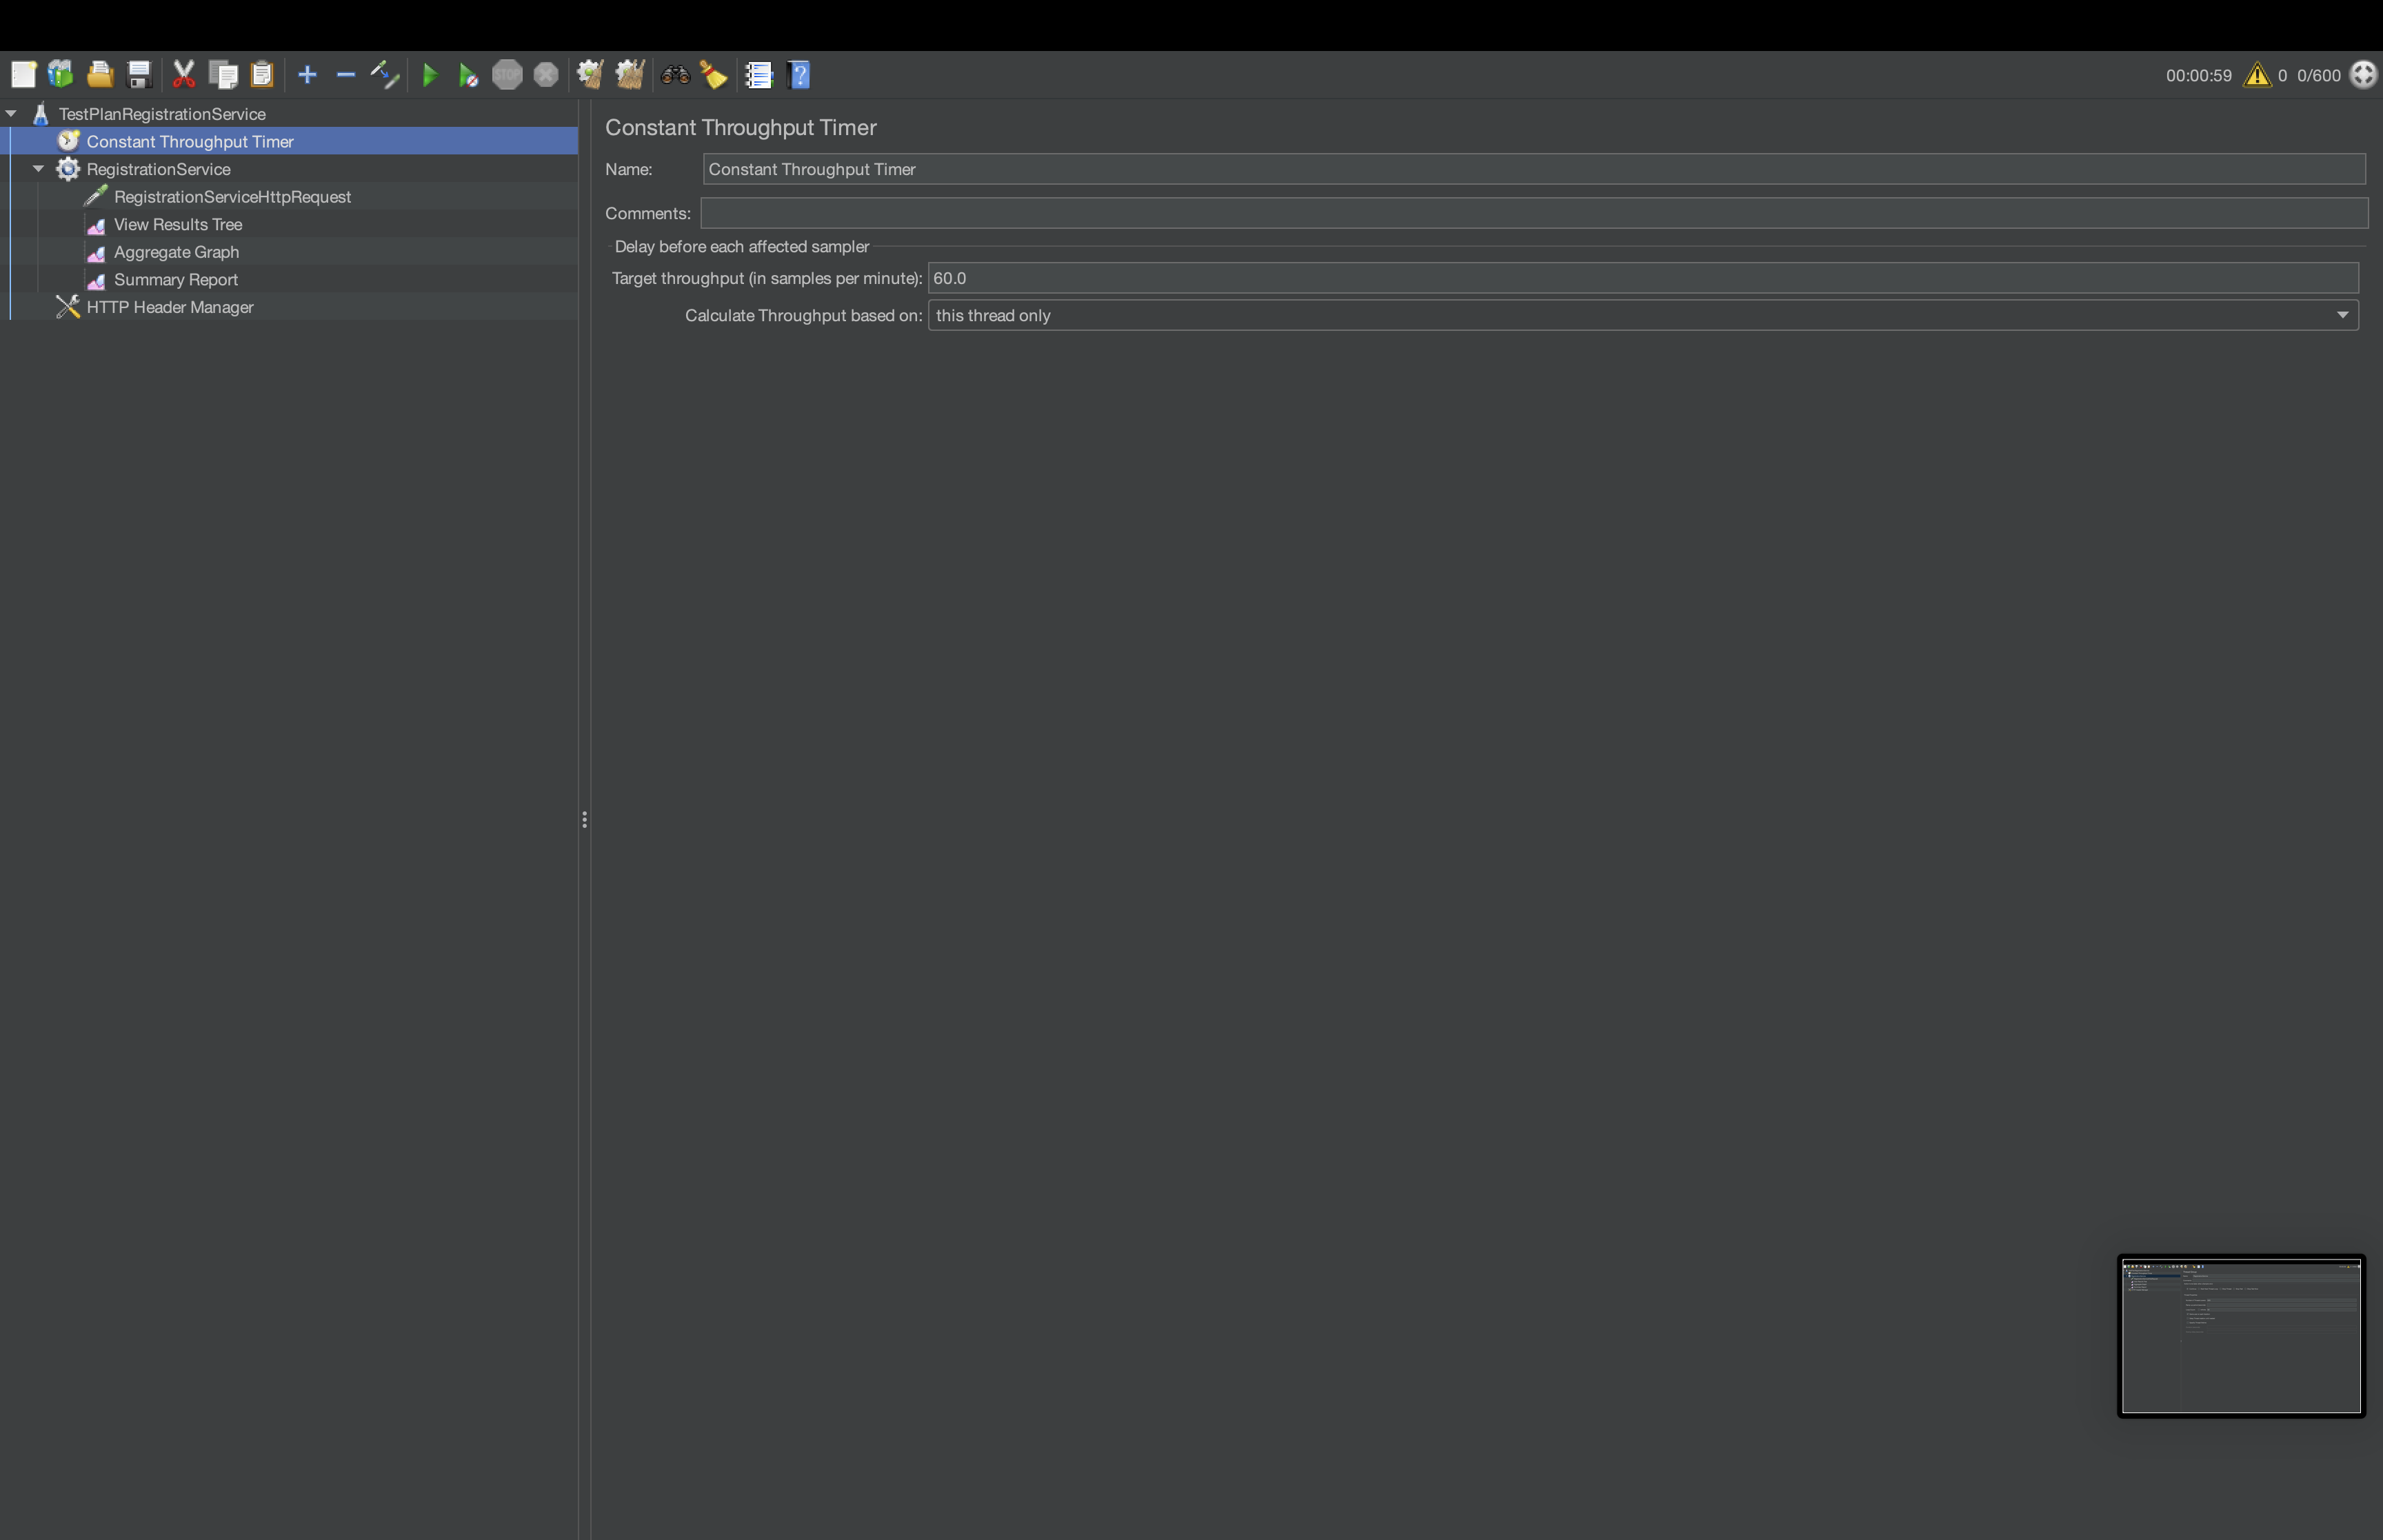 STOP
00:00:59
0
0/600
TestPlanRegistrationService
Constant Throughput Timer
RegistrationService
RegistrationServiceHttpRequest
View Results Tree
Aggregate Graph
Summary Report
HTTP Header Manager
Constant Throughput Timer
Name: Constant Throughput Timer
Comments:
Delay before each affected sampler
Target throughput (in samples per minute): 60.0
Calculate Throughput based on: this thread only